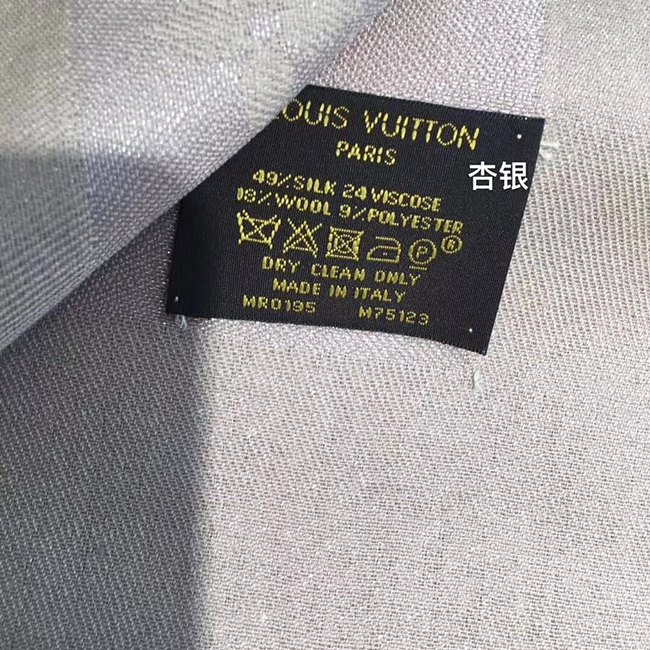 LOUIS VUITTON
PARIS
杏银
49/SILK 24 VISCOSE
18/WOOL 9/POLYESTER
P ®
DRY CLEAN ONLY
MADE IN ITALY
MR0195 M75123